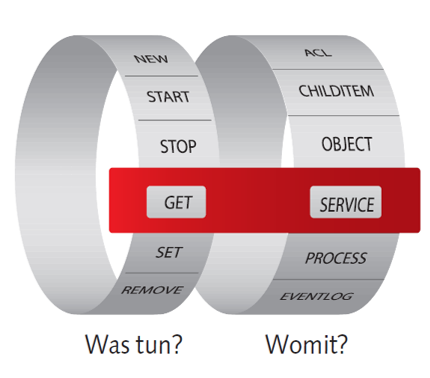 NEW
START
STOP
GET
SET
REMOVE
ACL
CHILDITEM
OBJECT
SERVICE
PROCESS
EVENTLOG
Was tun?
Womit?